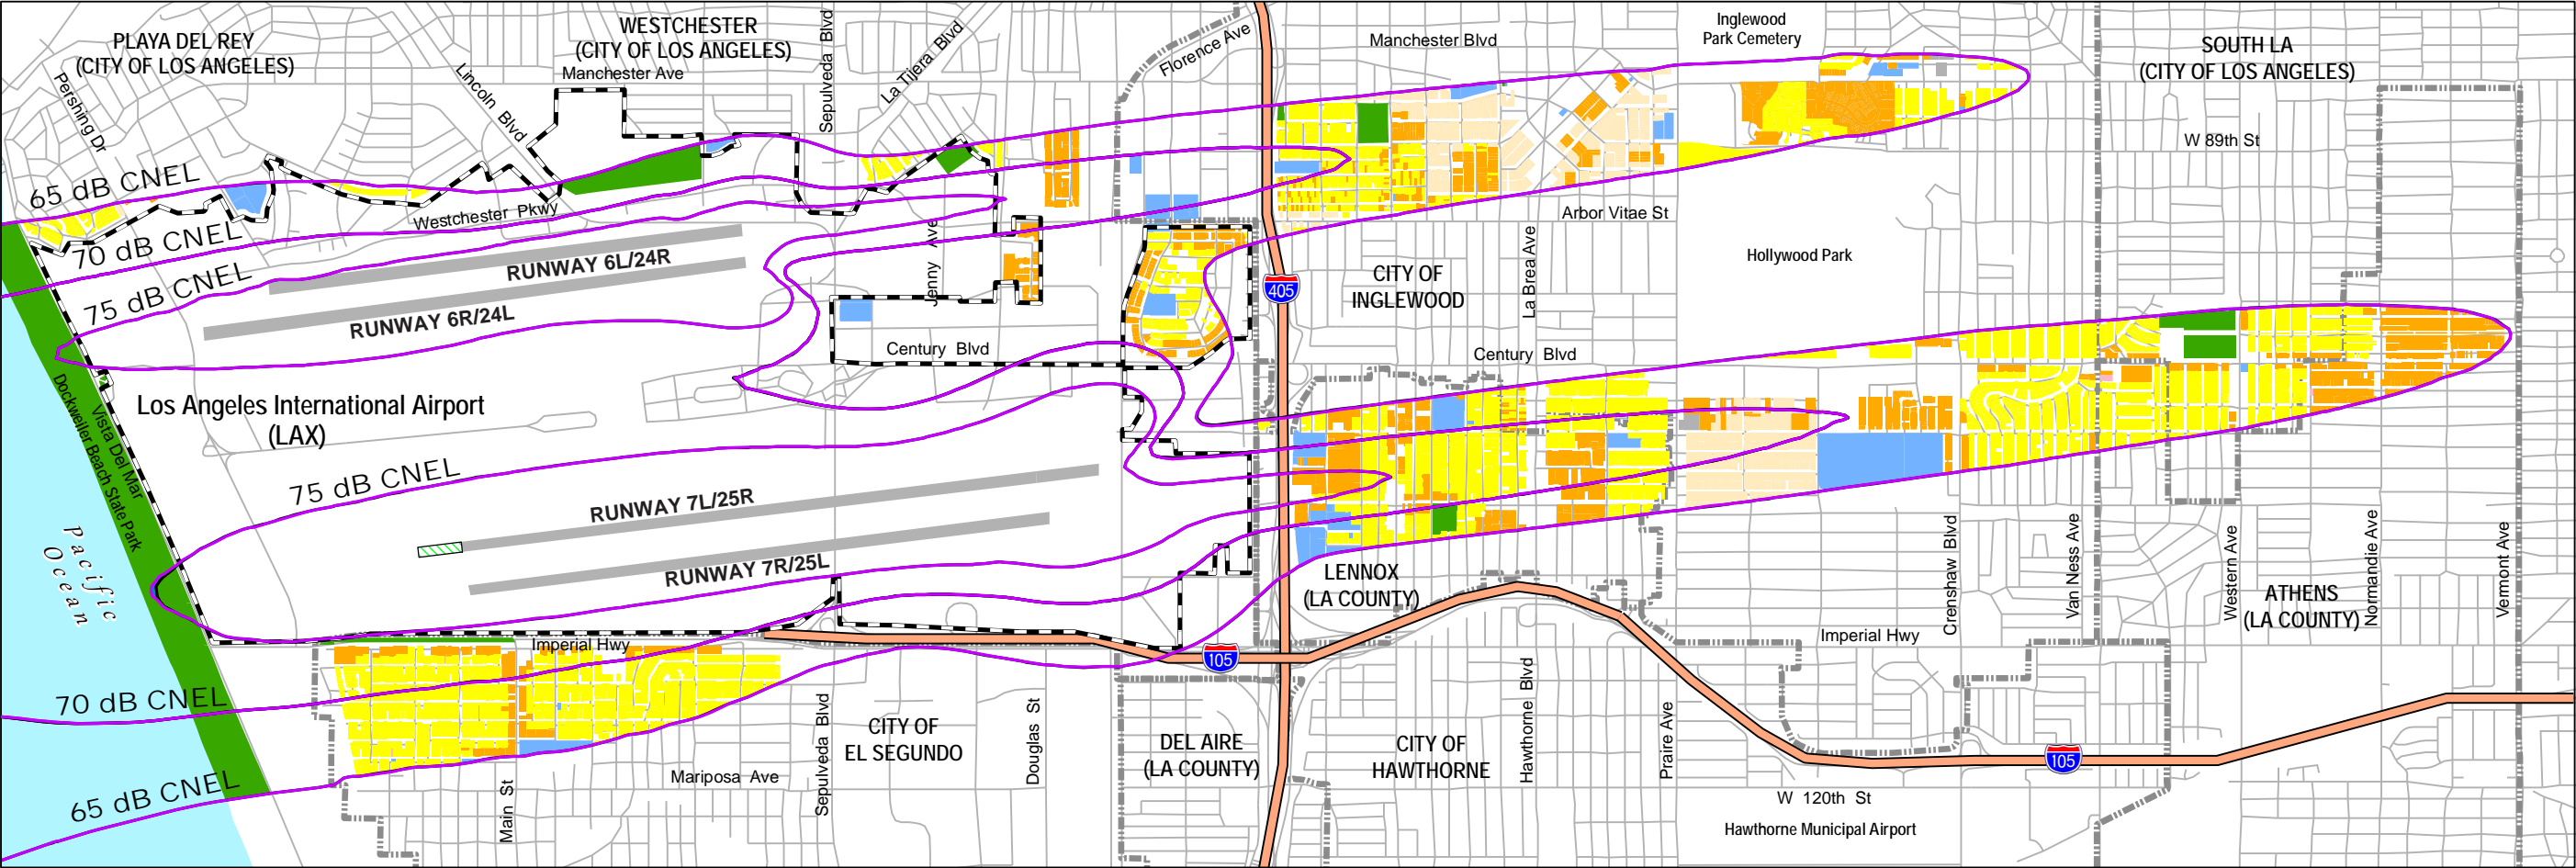 PLAYA DEL REY
(CITY OF LOS ANGELES)
WESTCHESTER
(CITY OF LOS ANGELES)
Manchester Ave
Sepulveda Blvd
La Tijera Blvd
Florence Ave
Manchester Blvd
Inglewood
Park Cemetery
SOUTH LA
(CITY OF LOS ANGELES)
Pershing Dr
Lincoln Blvd
W 89th St
65 dB CNEL
Westchester Pkwy
70 dB CNEL
75 dB CNEL
RUNWAY 6L/24R
RUNWAY 6R/24L
Jenny Ave
Arbor Vitae St
Hollywood Park
CITY OF
INGLEWOOD
La Brea Ave
405
Century Blvd
Century Blvd
Los Angeles International Airport
(LAX)
Vista Del Mar
Dockweiler Beach State Park
75 dB CNEL
RUNWAY 7L/25R
RUNWAY 7R/25L
Pacific
Ocean
LENNOX
(LA COUNTY)
Crenshaw Blvd
Van Ness Ave
Western Ave
ATHENS
(LA COUNTY)
Normandie Ave
Vermont Ave
Imperial Hwy
Imperial Hwy
105
70 dB CNEL
65 dB CNEL
Main St
Mariposa Ave
Sepulveda Blvd
CITY OF
EL SEGUNDO
Douglas St
DEL AIRE
(LA COUNTY)
CITY OF
HAWTHORNE
Hawthorne Blvd
Prairie Ave
105
W 120th St
Hawthorne Municipal Airport